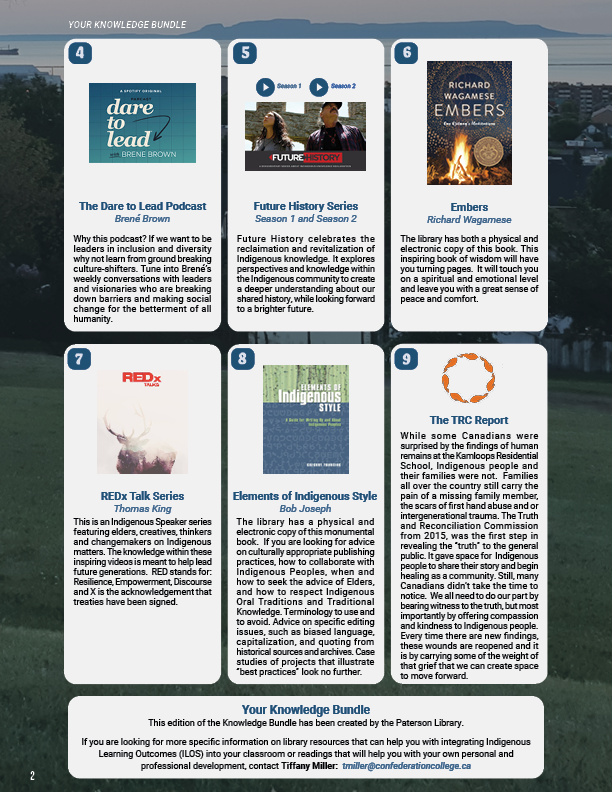 YOUR KNOWLEDGE BUNDLE
4
A SPOTIFY ORIGINAL
dare
to
lead
BRENÉ BROWN
The Dare to Lead Podcast
Brené Brown
Why this podcast? If we want to be
leaders in inclusion and diversity
why not learn from ground breaking
culture-shifters. Tune into Brené's
weekly conversations with leaders
and visionaries who are breaking
down barriers and making social
change for the betterment of all
humanity.
5
Season 1 Season 2
#FUTUREHISTORY
Future History Series
Season 1 and Season 2
Future History celebrates the
reclamation and revitalization of
Indigenous knowledge. It explores
perspectives and knowledge within
the Indigenous community to create
a deeper understanding about our
shared history, while looking forward
to a brighter future.
6
RICHARD
WAGAMESE
EMBERS
One Ojibway's Meditations
Embers
Richard Wagamese
The library has both a physical and
electronic copy of this book. This
inspiring book of wisdom will have
you turning pages. It will touch you
on a spiritual and emotional level
and leave you with a great sense of
peace and comfort.
7
REDx
TALKS
REDx Talk Series
Thomas King
This is an Indigenous Speaker series
featuring elders, creatives, thinkers
and changemakers on Indigenous
matters. The knowledge within these
inspiring videos is meant to help lead
future generations. RED stands for:
Resilience, Empowerment, Discourse
and X is the acknowledgement that
treaties have been signed.
8
ELEMENTS OF
Indigenous
STYLE
A Guide for Writing By and About
Indigenous Peoples
GREGORY YOUNGING
Elements of Indigenous Style
Bob Joseph
The library has a physical and
electronic copy of this monumental
book. If you are looking for advice
on culturally appropriate publishing
practices, how to collaborate with
Indigenous Peoples, when and
how to seek the advice of Elders,
and how to respect Indigenous
Oral Traditions and Traditional
Knowledge. Terminology to use and
to avoid. Advice on specific editing
issues, such as biased language,
capitalization, and quoting from
historical sources and archives. Case
studies of projects that illustrate
"best practices" look no further.
9
The TRC Report
While some Canadians were
surprised by the findings of human
remains at the Kamloops Residential
School, Indigenous people and
their families were not. Families
all over the country still carry the
pain of a missing family member,
the scars of first hand abuse and or
intergenerational trauma. The Truth
and Reconciliation Commission
from 2015, was the first step in
revealing the "truth" to the general
public. It gave space for Indigenous
people to share their story and begin
healing as a community. Still, many
Canadians didn't take the time to
notice. We all need to do our part by
bearing witness to the truth, but most
importantly by offering compassion
and kindness to Indigenous people.
Every time there are new findings,
these wounds are reopened and it
is by carrying some of the weight of
that grief that we can create space
to move forward.
Your Knowledge Bundle
This edition of the Knowledge Bundle has been created by the Paterson Library.
If you are looking for more specific information on library resources that can help you with integrating Indigenous
Learning Outcomes (ILOS) into your classroom or readings that will help you with your own personal and
professional development, contact Tiffany Miller: tmiller@confederationcollege.ca
2